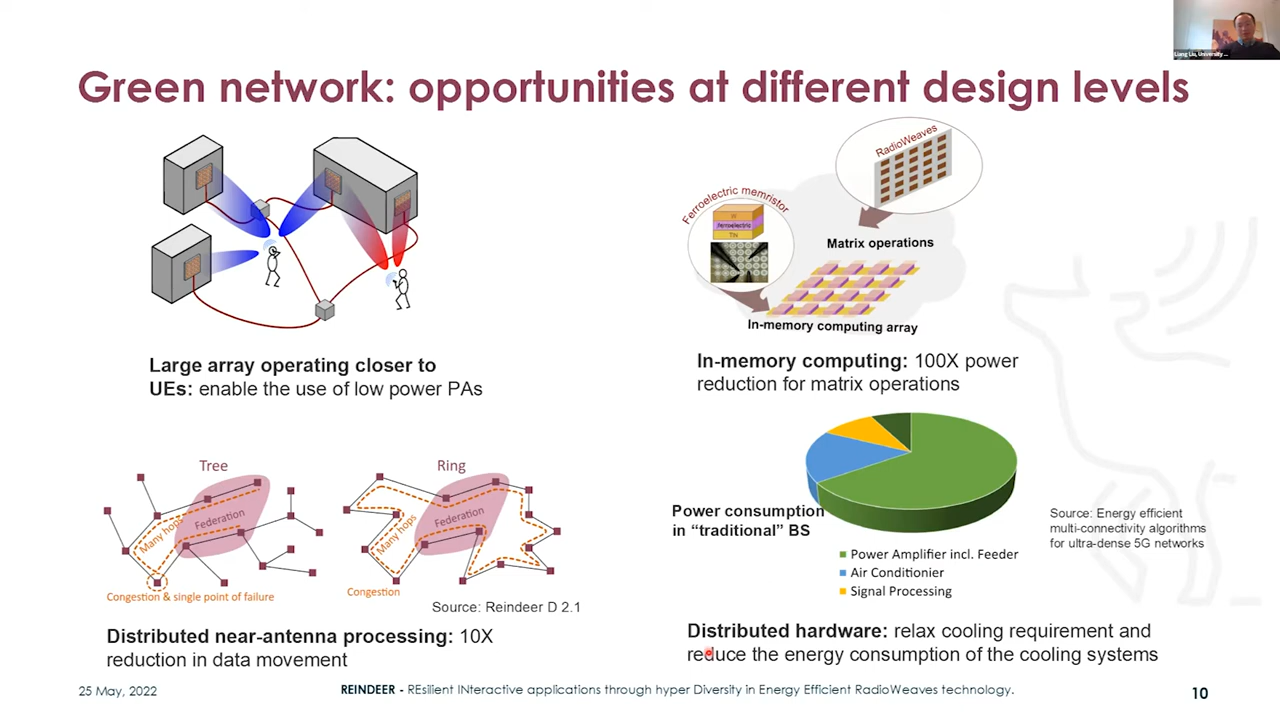 Liang Liu, University ...
Green network: opportunities at different design levels
RadioWeaves
Ferroelectric memristor
W
Ferroelectric
TiN
Matrix operations
In-memory computing array
Large array operating closer to
UEs: enable the use of low power PAs
In-memory computing: 100X power
reduction for matrix operations
Tree
Federation
Many hops
Congestion & single point of failure
Ring
Federation
Many hops
Congestion
Source: Reindeer D 2.1
Distributed near-antenna processing: 10X
reduction in data movement
Power consumption
in “traditional” BS
Power Amplifier incl. Feeder
Air Conditionier
Signal Processing
Source: Energy efficient
multi-connectivity algorithms
for ultra-dense 5G networks
Distributed hardware: relax cooling requirement and
reduce the energy consumption of the cooling systems
25 May, 2022
REINDEER - REsilient INteractive applications through hyper Diversity in Energy Efficient RadioWeaves technology.
10